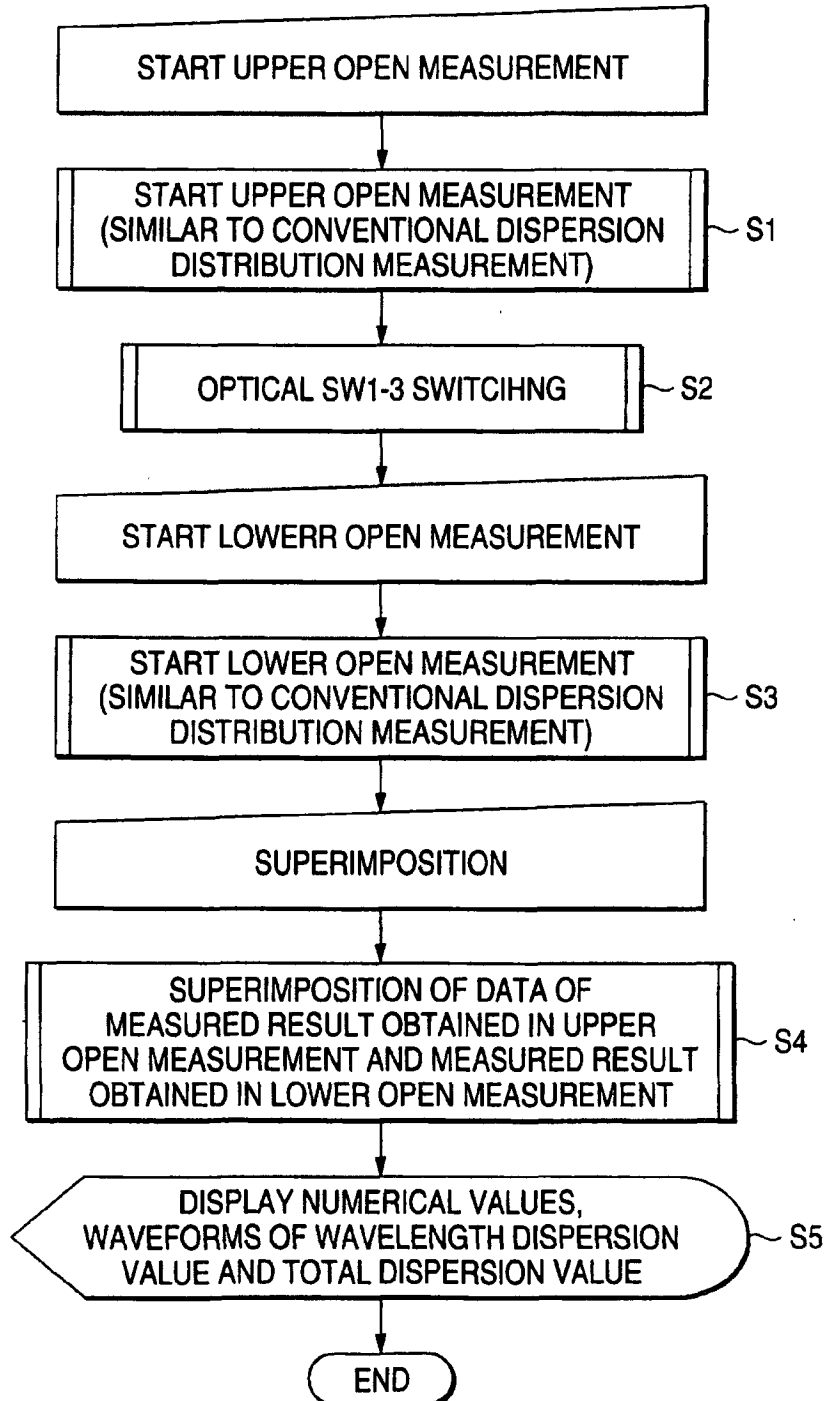 START UPPER OPEN MEASUREMENT
START UPPER OPEN MEASUREMENT
(SIMILAR TO CONVENTIONAL DISPERSION
DISTRIBUTION MEASUREMENT)
S1
OPTICAL SW1-3 SWITCIHNG
S2
START LOWERR OPEN MEASUREMENT
START LOWER OPEN MEASUREMENT
(SIMILAR TO CONVENTIONAL DISPERSION
DISTRIBUTION MEASUREMENT)
S3
SUPERIMPOSITION
SUPERIMPOSITION OF DATA OF
MEASURED RESULT OBTAINED IN UPPER
OPEN MEASUREMENT AND MEASURED RESULT
OBTAINED IN LOWER OPEN MEASUREMENT
S4
DISPLAY NUMERICAL VALUES,
WAVEFORMS OF WAVELENGTH DISPERSION
VALUE AND TOTAL DISPERSION VALUE
S5
END